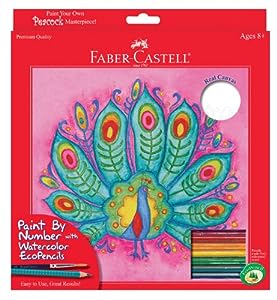 Paint Your Own
Peacock Masterpiece!
Premium Quality
FABER-CASTELL
since 1761
Ages 8+
Real Canvas
Paint By
Number with
Watercolor
EcoPencils
Easy to Use, Great Results!